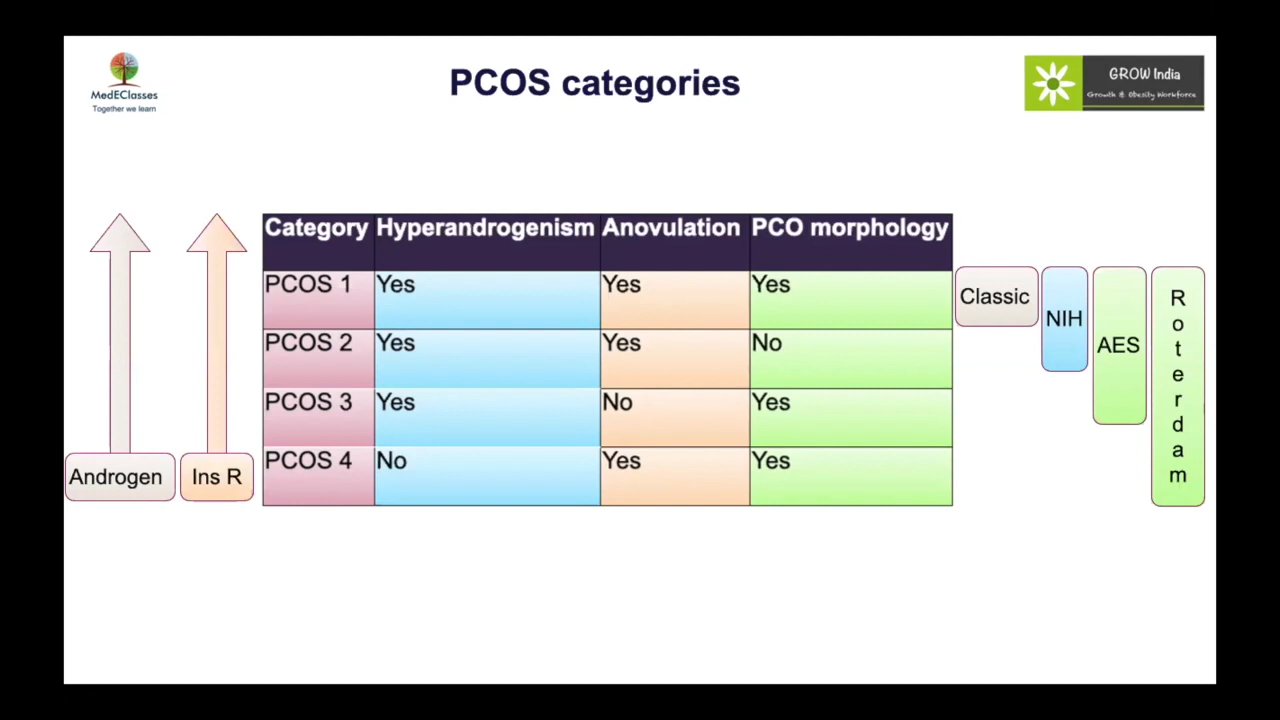 MedEClasses
Together we learn
PCOS categories
GROW India
Growth & Obesity Workforce
Category Hyperandrogenism Anovulation PCO morphology
PCOS 1 Yes Yes Yes
PCOS 2 Yes Yes No
PCOS 3 Yes No Yes
PCOS 4 No Yes Yes
Androgen
Ins R
Classic
NIH
AES
Roterdam